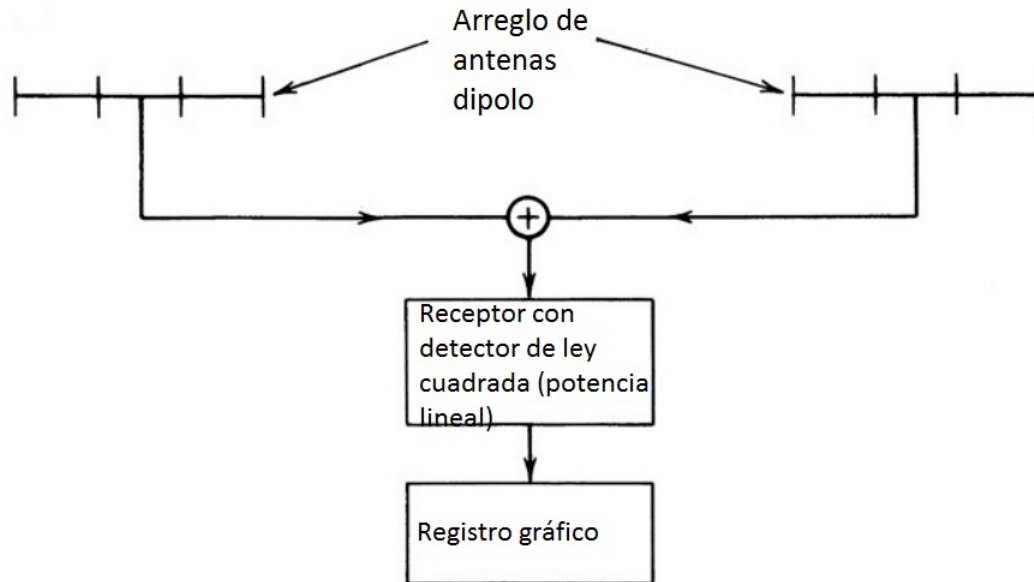 Arreglo de
antenas
dipolo
+
Receptor con
detector de ley
cuadrada (potencia
lineal)
Registro gráfico